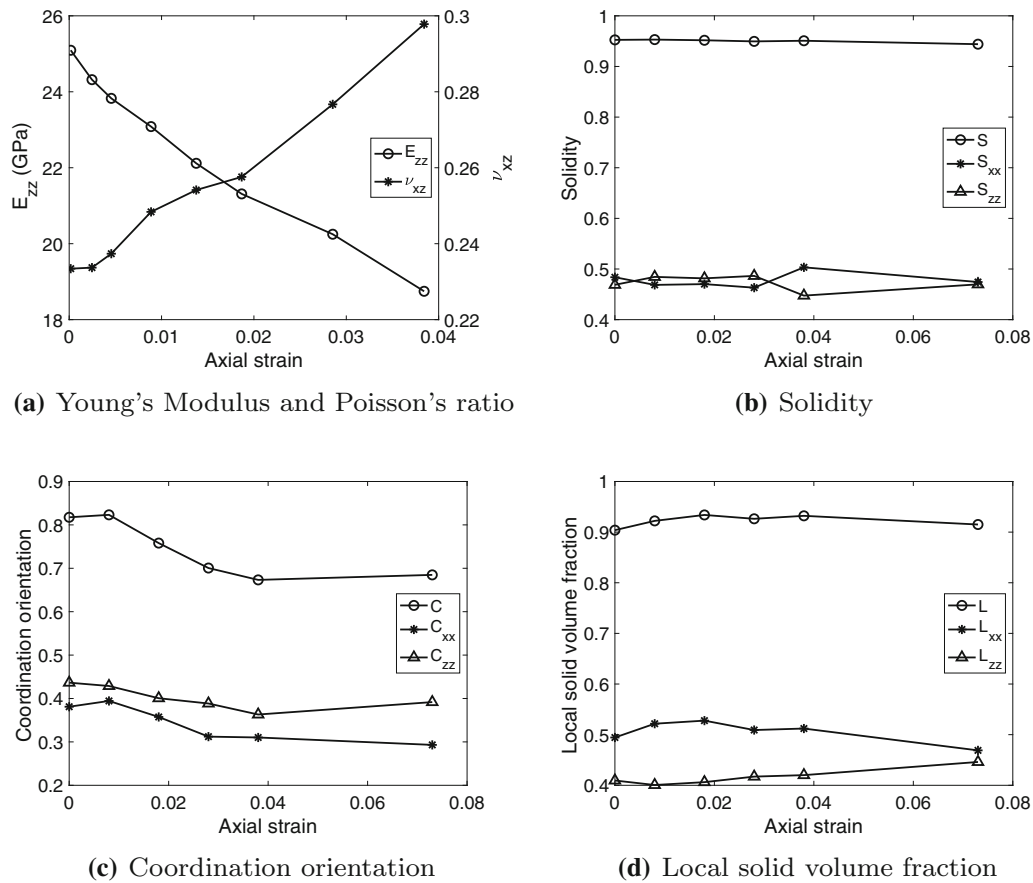 26
24
22
20
18
E_zz (GPa)
0.3
0.28
0.26
0.24
0.22
ν_xz
E_zz
ν_xz
0 0.01 0.02 0.03 0.04
Axial strain
(a) Young's Modulus and Poisson's ratio
1
0.9
0.8
0.7
0.6
0.5
0.4
Solidity
S
S_xx
S_zz
0 0.02 0.04 0.06 0.08
Axial strain
(b) Solidity
0.9
0.8
0.7
0.6
0.5
0.4
0.3
0.2
Coordination orientation
C
C_xx
C_zz
0 0.02 0.04 0.06 0.08
Axial strain
(c) Coordination orientation
1
0.9
0.8
0.7
0.6
0.5
0.4
Local solid volume fraction
L
L_xx
L_zz
0 0.02 0.04 0.06 0.08
Axial strain
(d) Local solid volume fraction